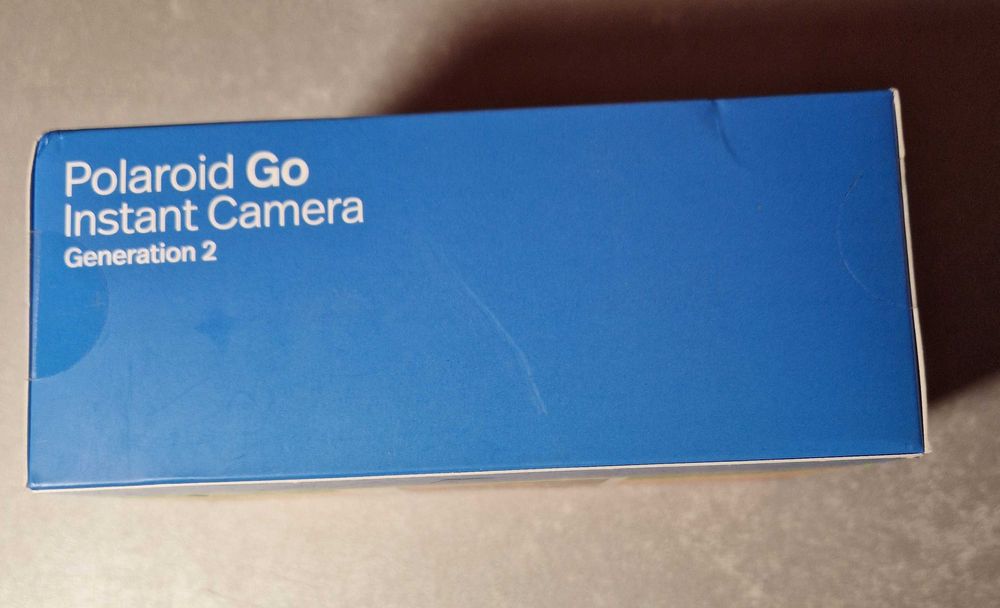 Polaroid Go
Instant Camera
Generation 2